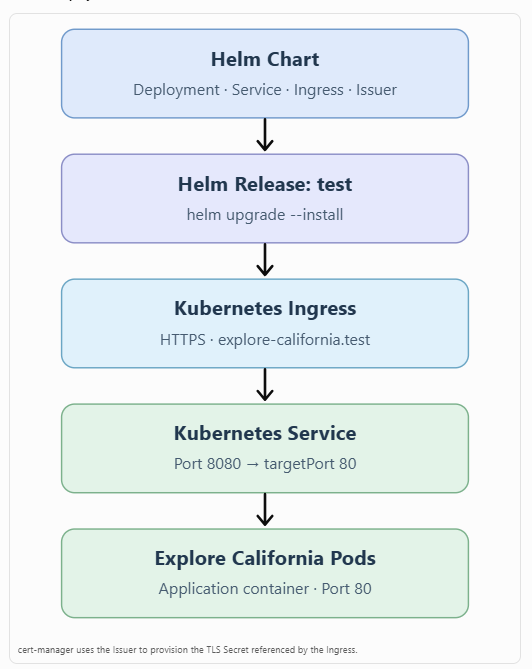 Helm Chart
Deployment · Service · Ingress · Issuer
Helm Release: test
helm upgrade --install
Kubernetes Ingress
HTTPS · explore-california.test
Kubernetes Service
Port 8080 → targetPort 80
Explore California Pods
Application container · Port 80
cert-manager uses the Issuer to provision the TLS Secret referenced by the Ingress.